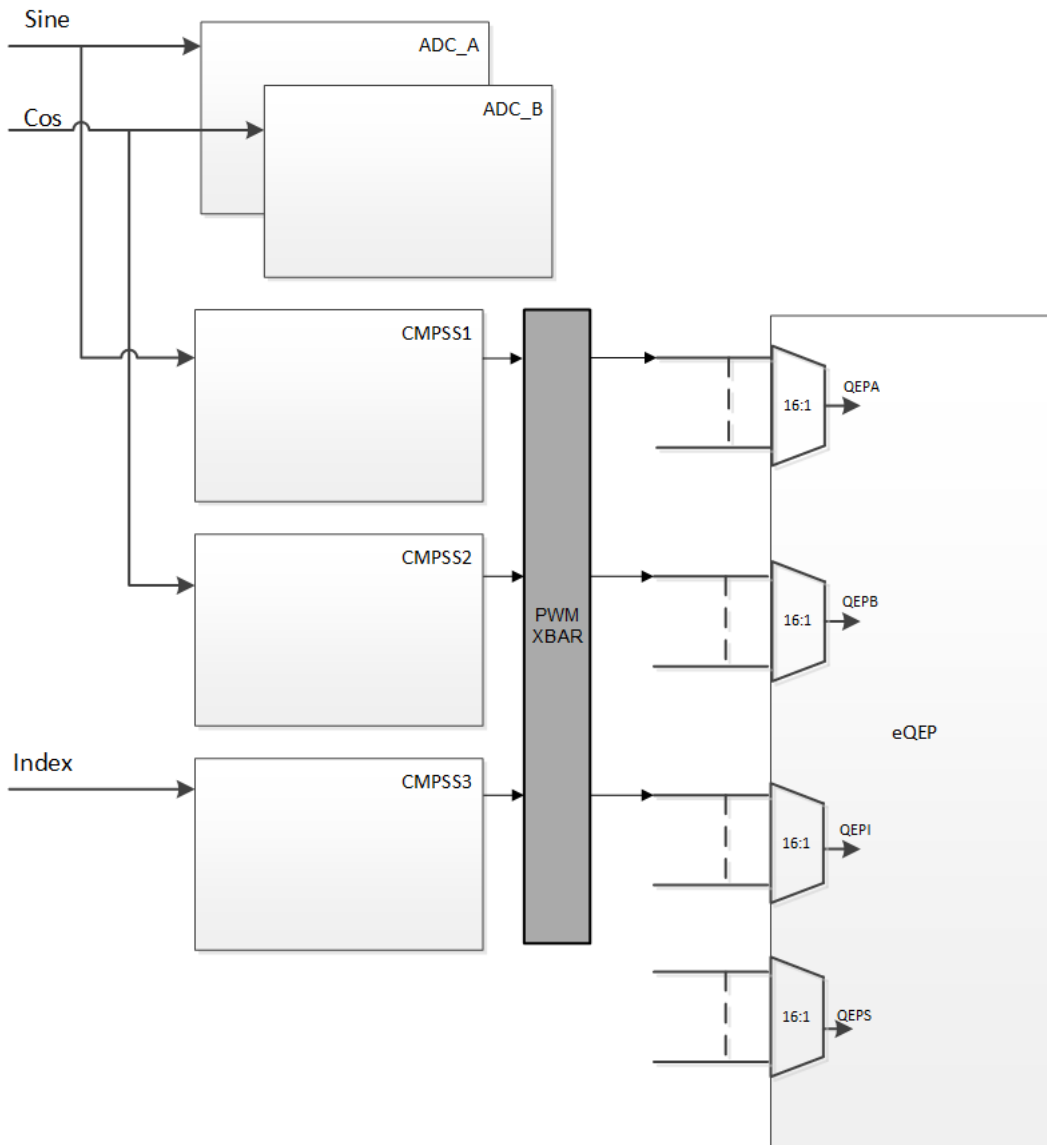 Sine
ADC_A
Cos
ADC_B
CMPSS1
16:1
QEPA
CMPSS2
PWM
XBAR
16:1
QEPB
eQEP
Index
CMPSS3
16:1
QEPI
16:1
QEPS